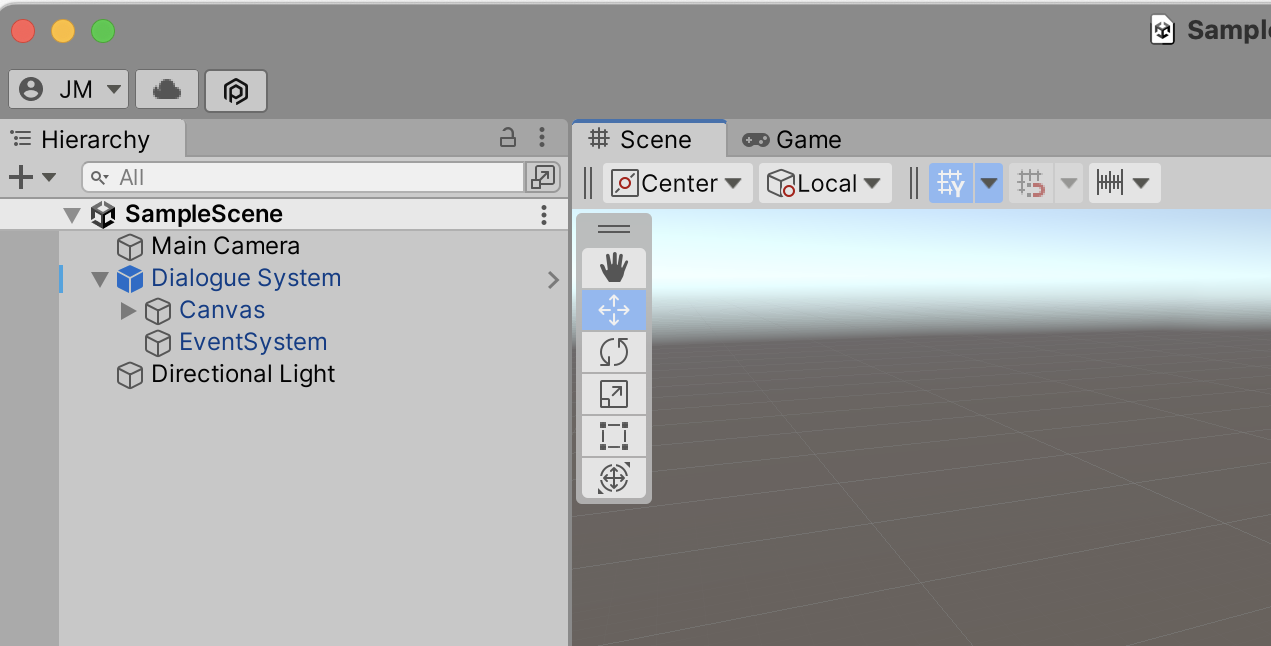 Sampl
JM
Hierarchy
Scene
Game
All
Center
Local
Y
SampleScene
Main Camera
Dialogue System
Canvas
EventSystem
Directional Light